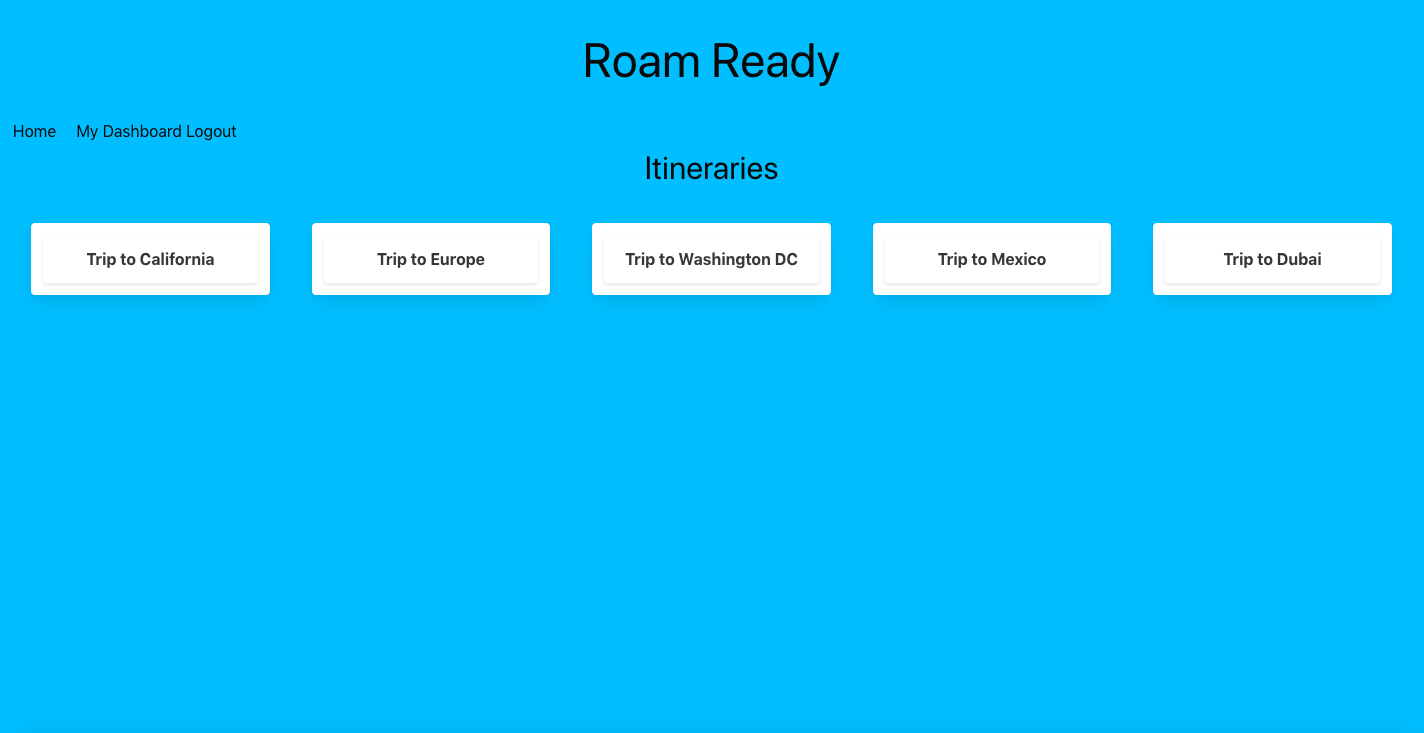 Roam Ready
Home My Dashboard Logout
Itineraries
Trip to California
Trip to Europe
Trip to Washington DC
Trip to Mexico
Trip to Dubai